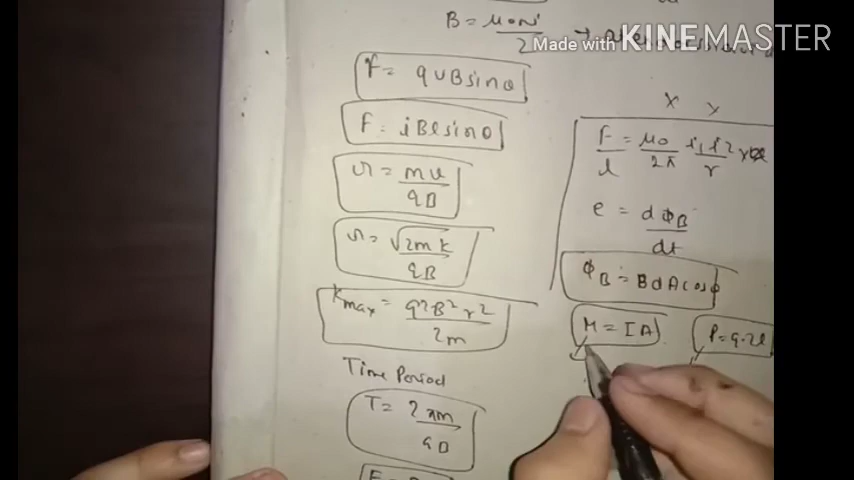 B = μ0Ni/2 →
Made with KINEMASTER
F = qvBsinθ
F = iBlsinθ
r = mv/qB
r = √2mk/qB
Kmax = q²B²r²/2m
Time Period
T = 2πm/qB
x y
F/l = μ0/2π i1i2/r
e = dΦB/dt
ΦB = BdAcosϕ
M = IA
P = q.2l